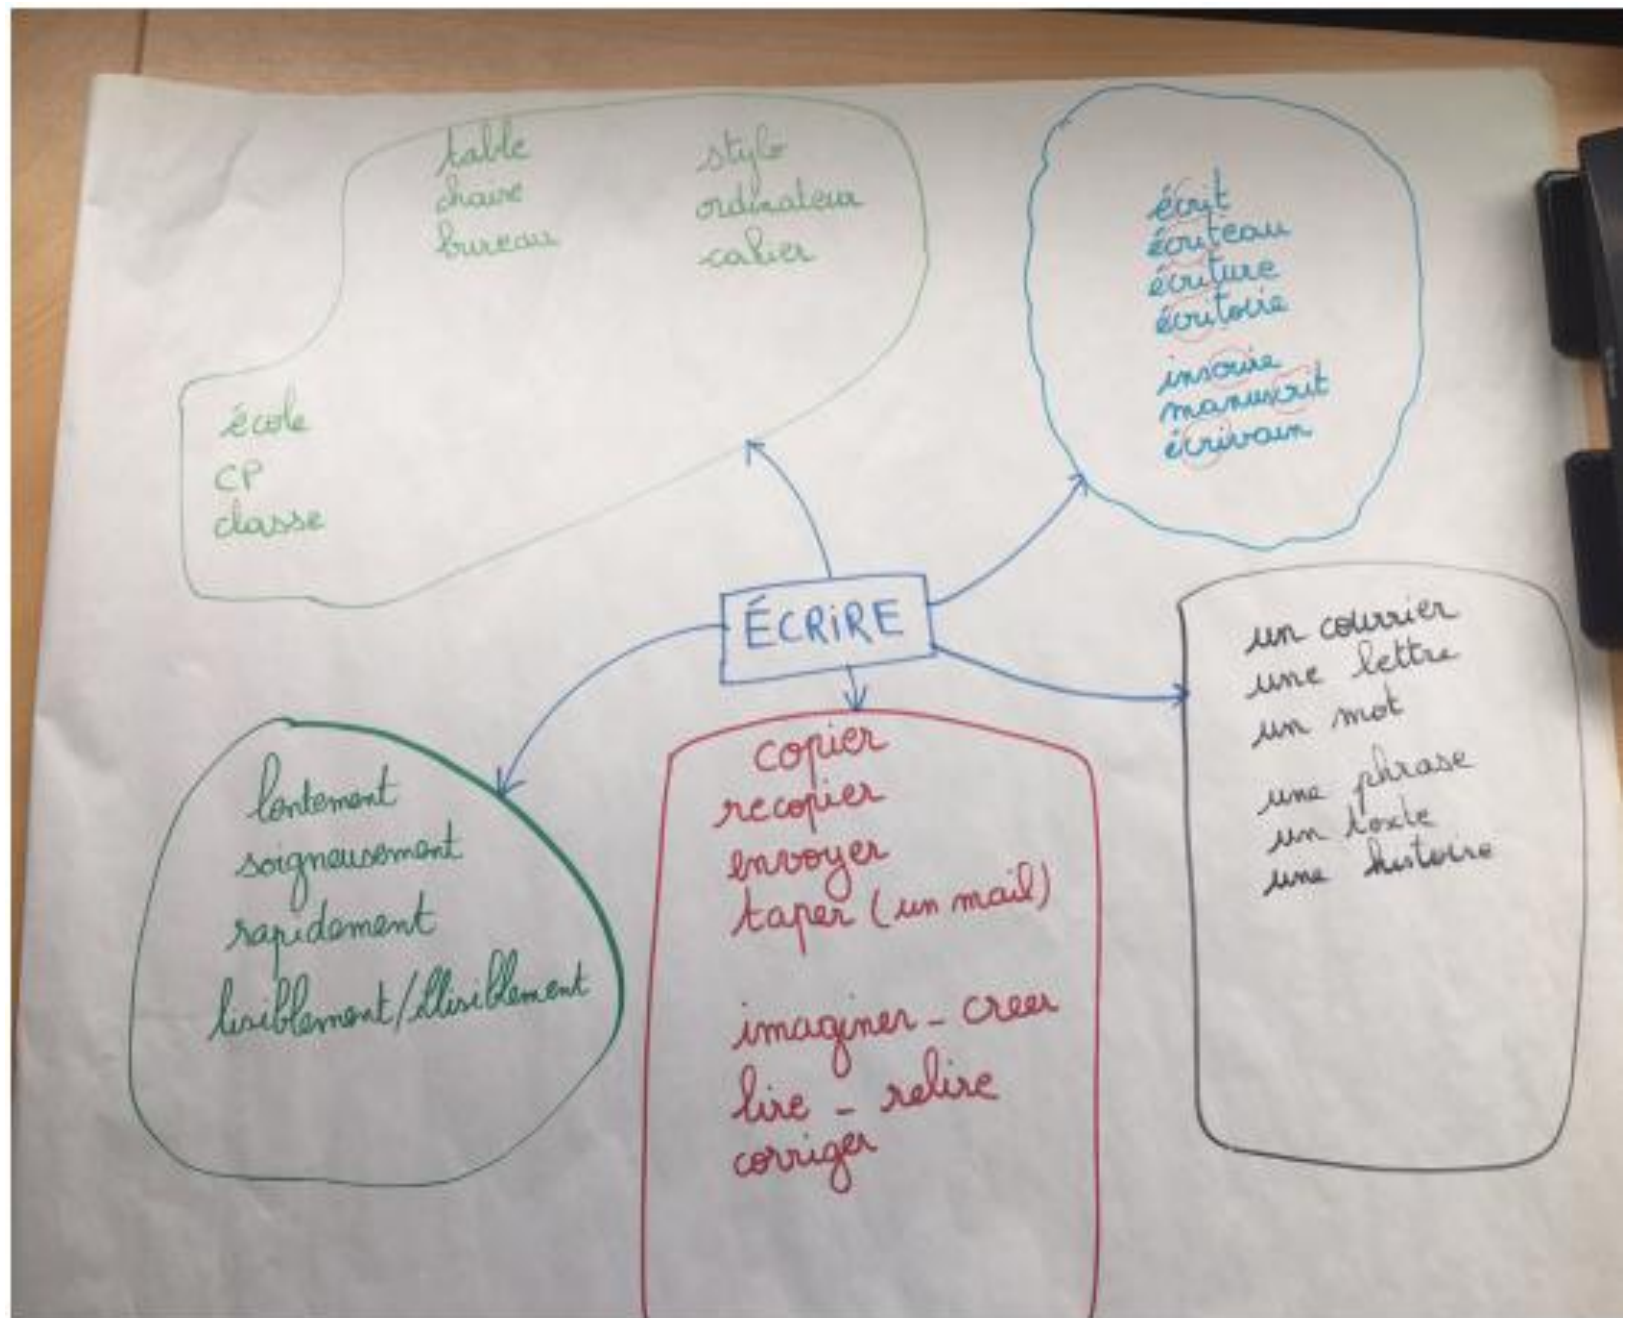 table
chaise
bureau
stylo
ordinateur
cahier
école
CP
classe
écrit
écriteau
écriture
écritoire
inscrire
manuscrit
écrivain
ÉCRIRE
un courrier
une lettre
un mot
une phrase
un texte
une histoire
lentement
soigneusement
rapidement
lisiblement/illisiblement
copier
recopier
envoyer
taper (un mail)
imaginer - creer
lire - relire
corriger